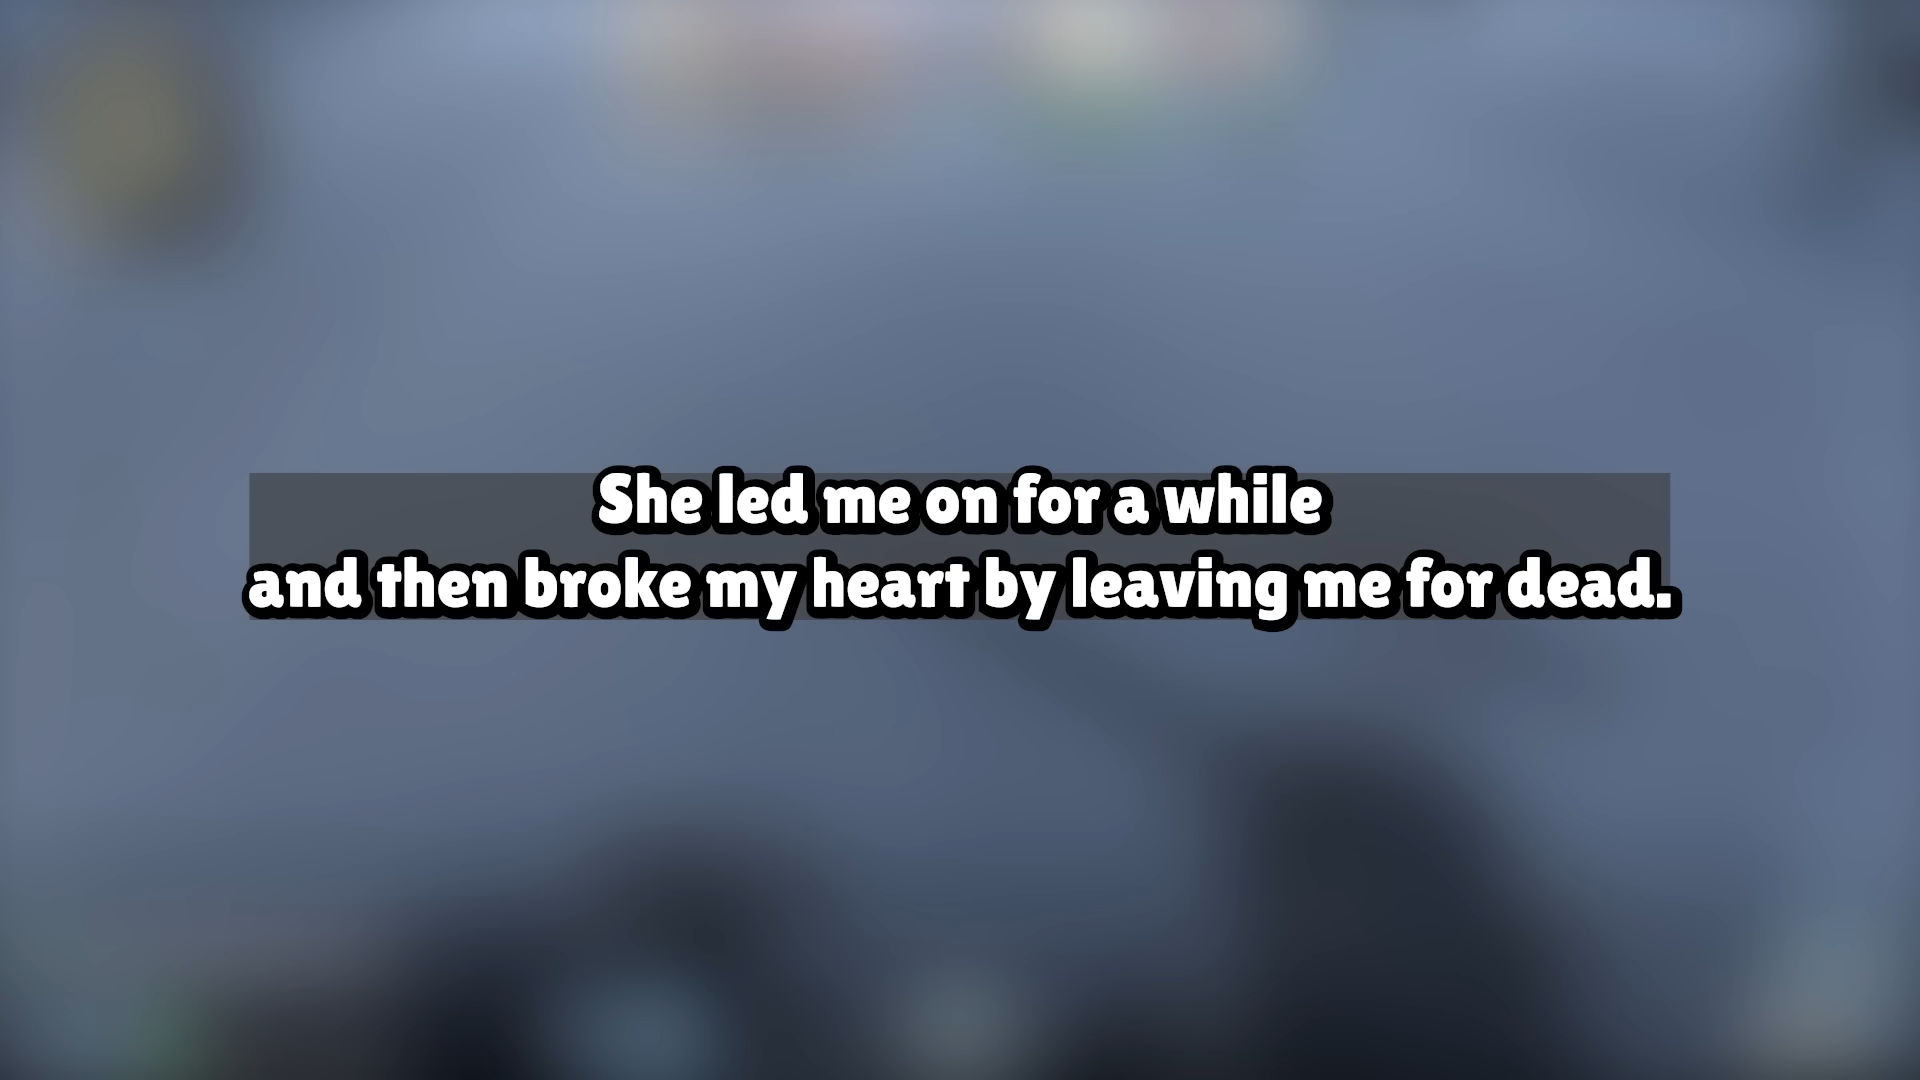 She led me on for a while
and then broke my heart by leaving me for dead.